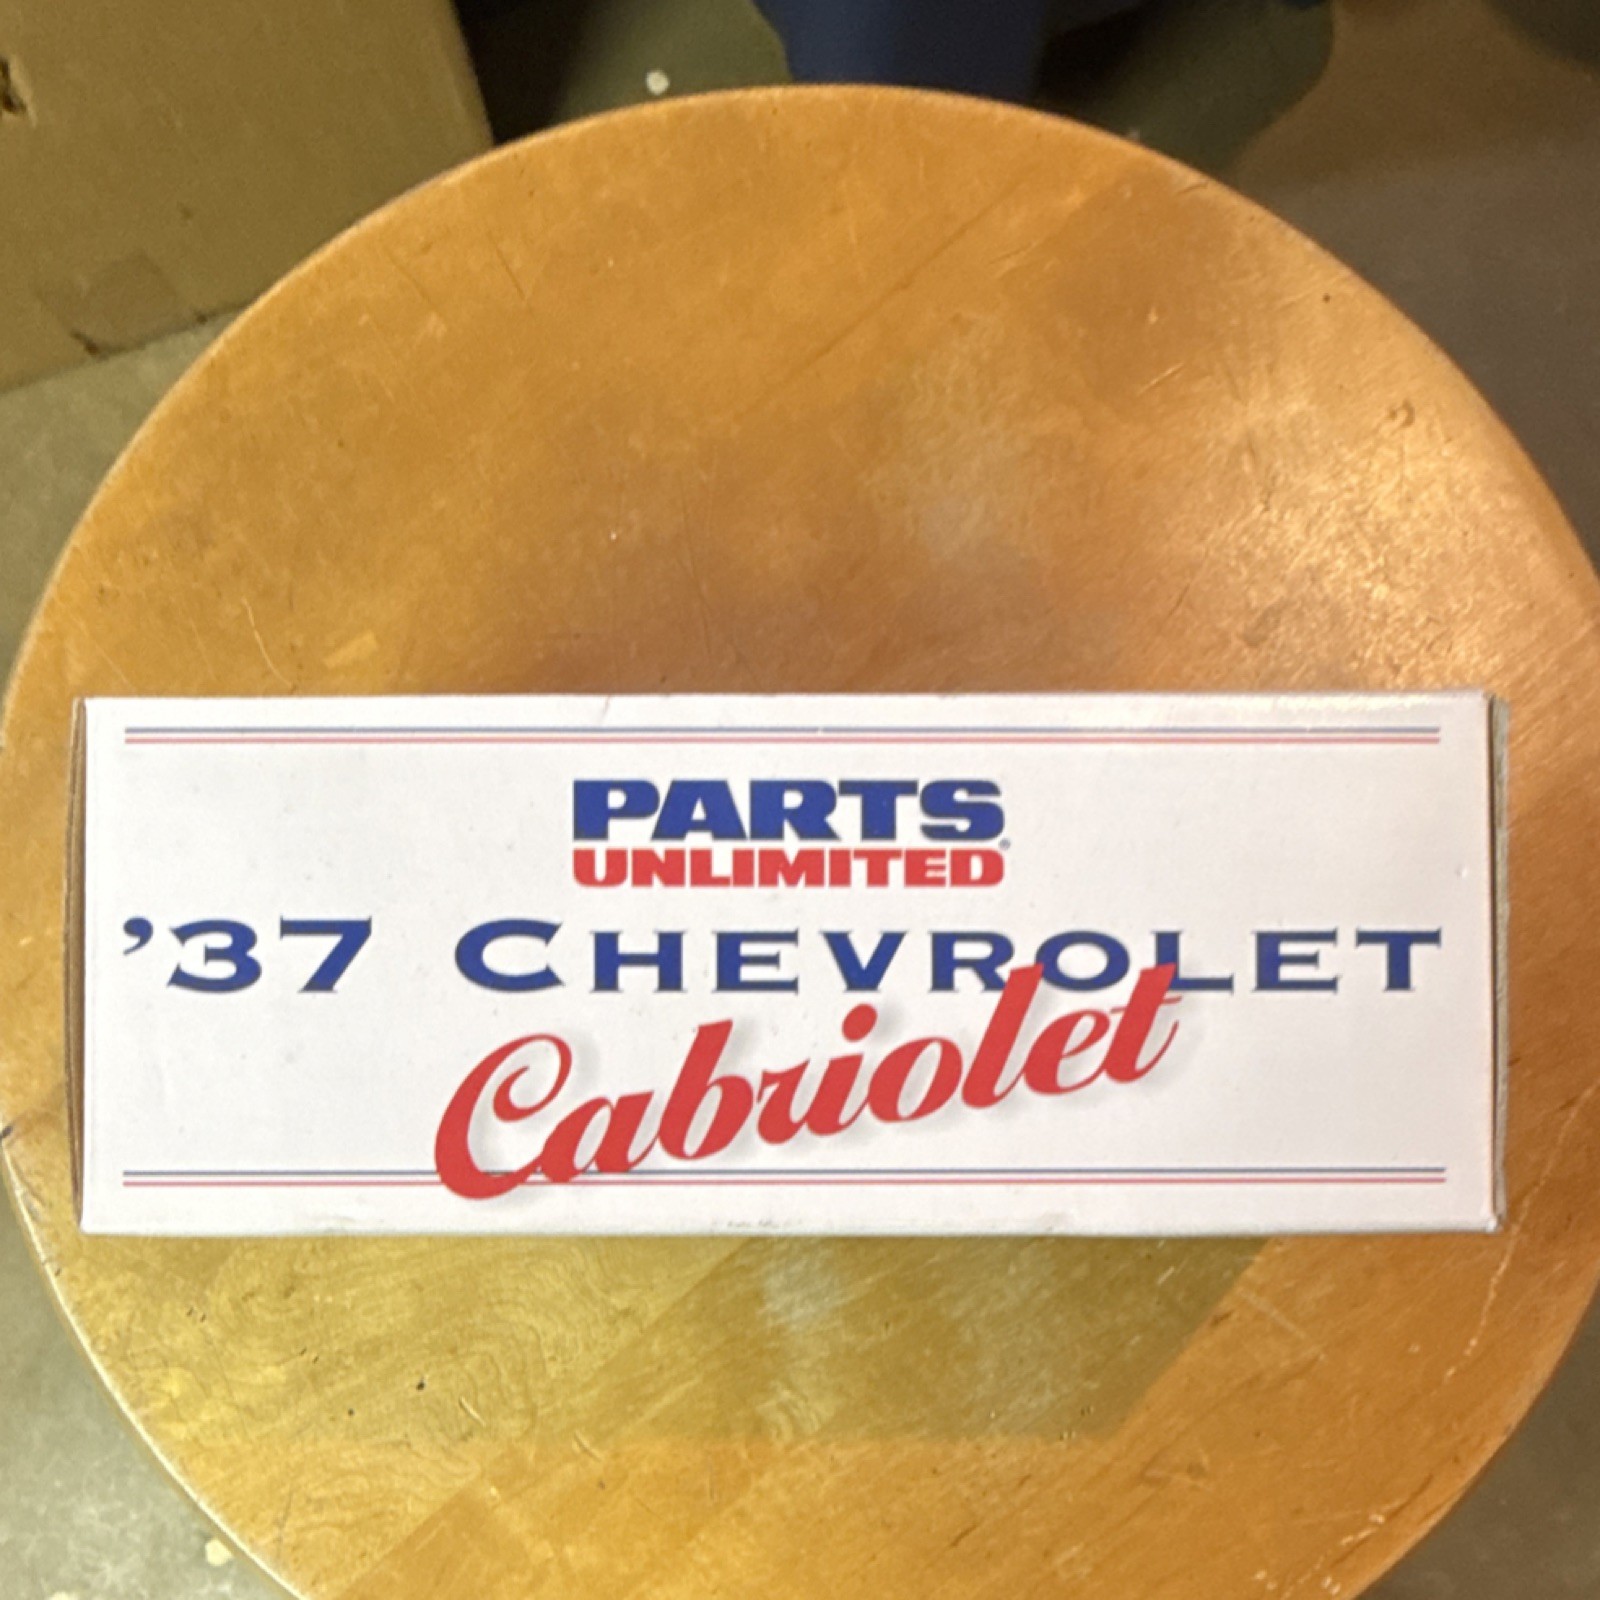 PARTS
UNLIMITED®
’37 CHEVROLET
Cabriolet